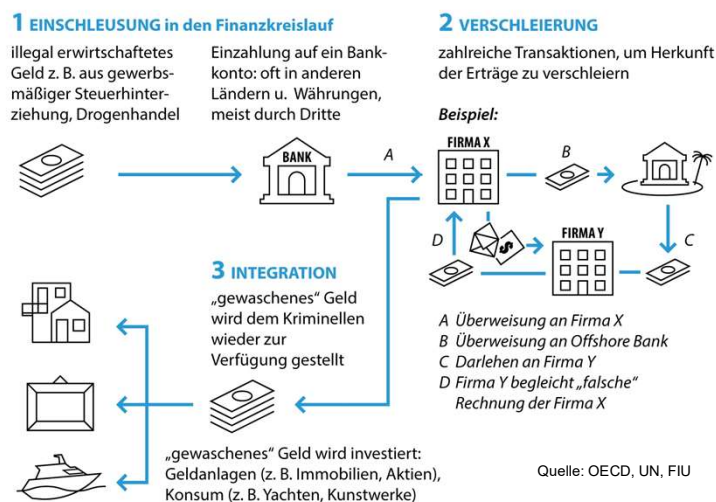 1 EINSCHLEUSUNG in den Finanzkreislauf
illegal erwirtschaftetes
Geld z. B. aus gewerbs-
mäßiger Steuerhinter-
ziehung, Drogenhandel
Einzahlung auf ein Bank-
konto: oft in anderen
Ländern u. Währungen,
meist durch Dritte
BANK
A
2 VERSCHLEIERUNG
zahlreiche Transaktionen, um Herkunft
der Erträge zu verschleiern
Beispiel:
FIRMA X
B
D
$
FIRMA Y
C
A Überweisung an Firma X
B Überweisung an Offshore Bank
C Darlehen an Firma Y
D Firma Y begleicht „falsche“
Rechnung der Firma X
3 INTEGRATION
„gewaschenes“ Geld
wird dem Kriminellen
wieder zur
Verfügung gestellt
„gewaschenes“ Geld wird investiert:
Geldanlagen (z. B. Immobilien, Aktien),
Konsum (z. B. Yachten, Kunstwerke)
Quelle: OECD, UN, FIU